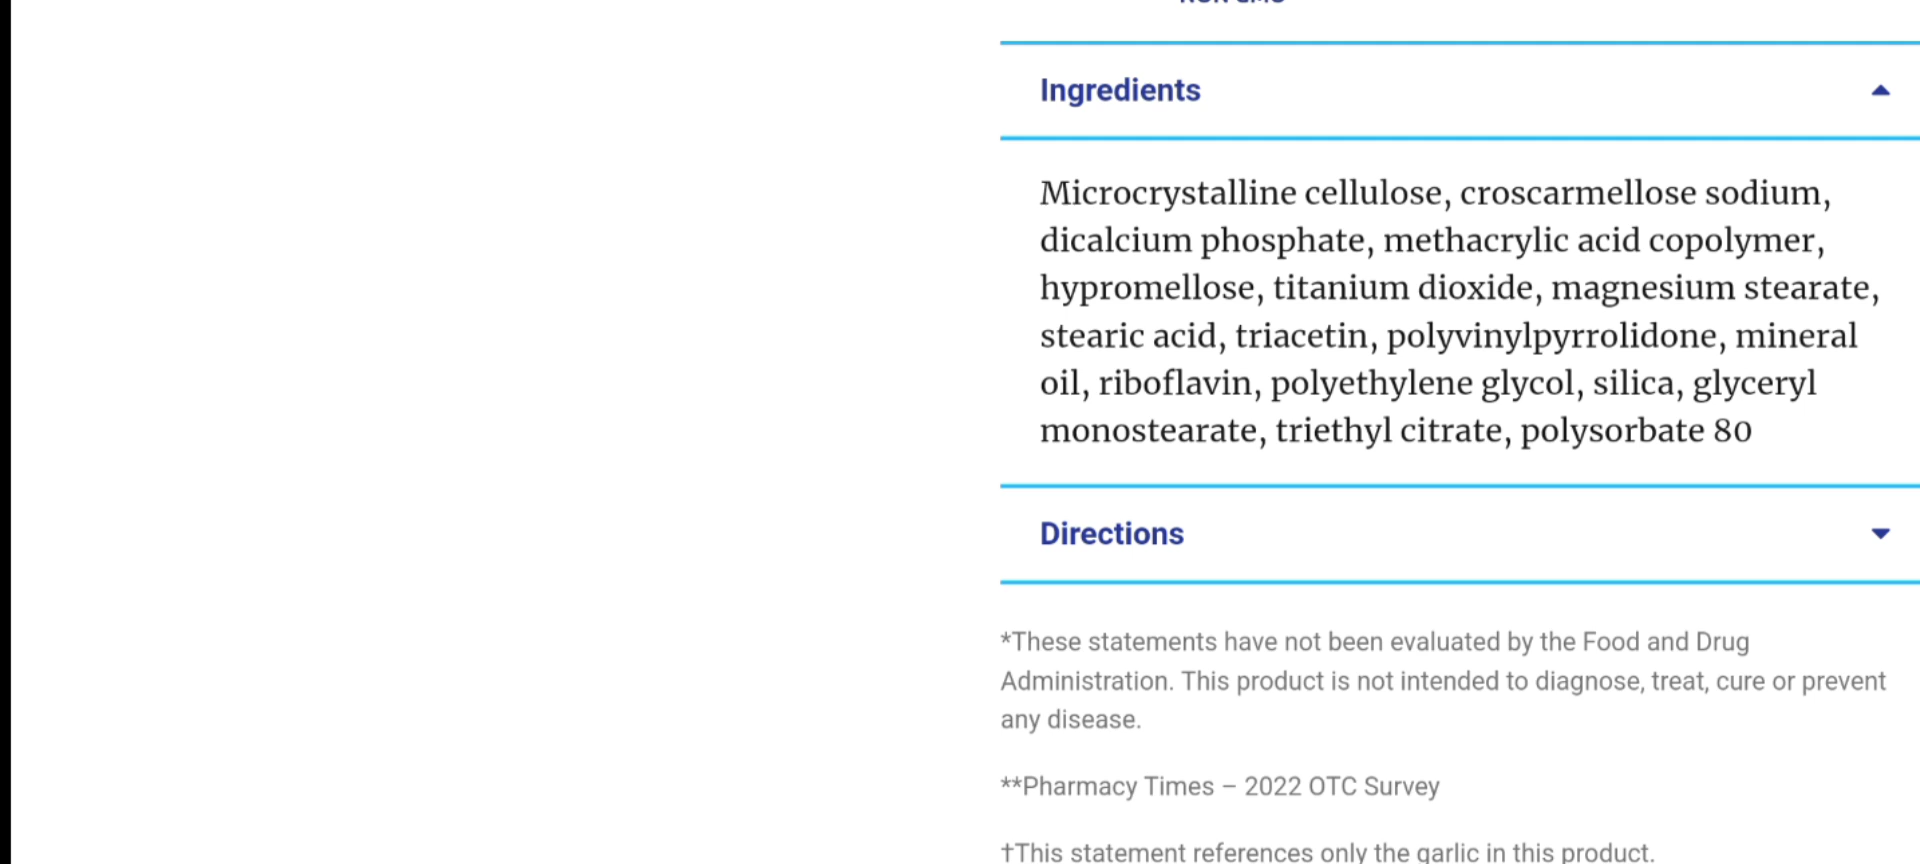 Ingredients
Microcrystalline cellulose, croscarmellose sodium,
dicalcium phosphate, methacrylic acid copolymer,
hypromellose, titanium dioxide, magnesium stearate,
stearic acid, triacetin, polyvinylpyrrolidone, mineral
oil, riboflavin, polyethylene glycol, silica, glyceryl
monostearate, triethyl citrate, polysorbate 80
Directions
*These statements have not been evaluated by the Food and Drug
Administration. This product is not intended to diagnose, treat, cure or prevent
any disease.
**Pharmacy Times – 2022 OTC Survey
†This statement references only the garlic in this product.